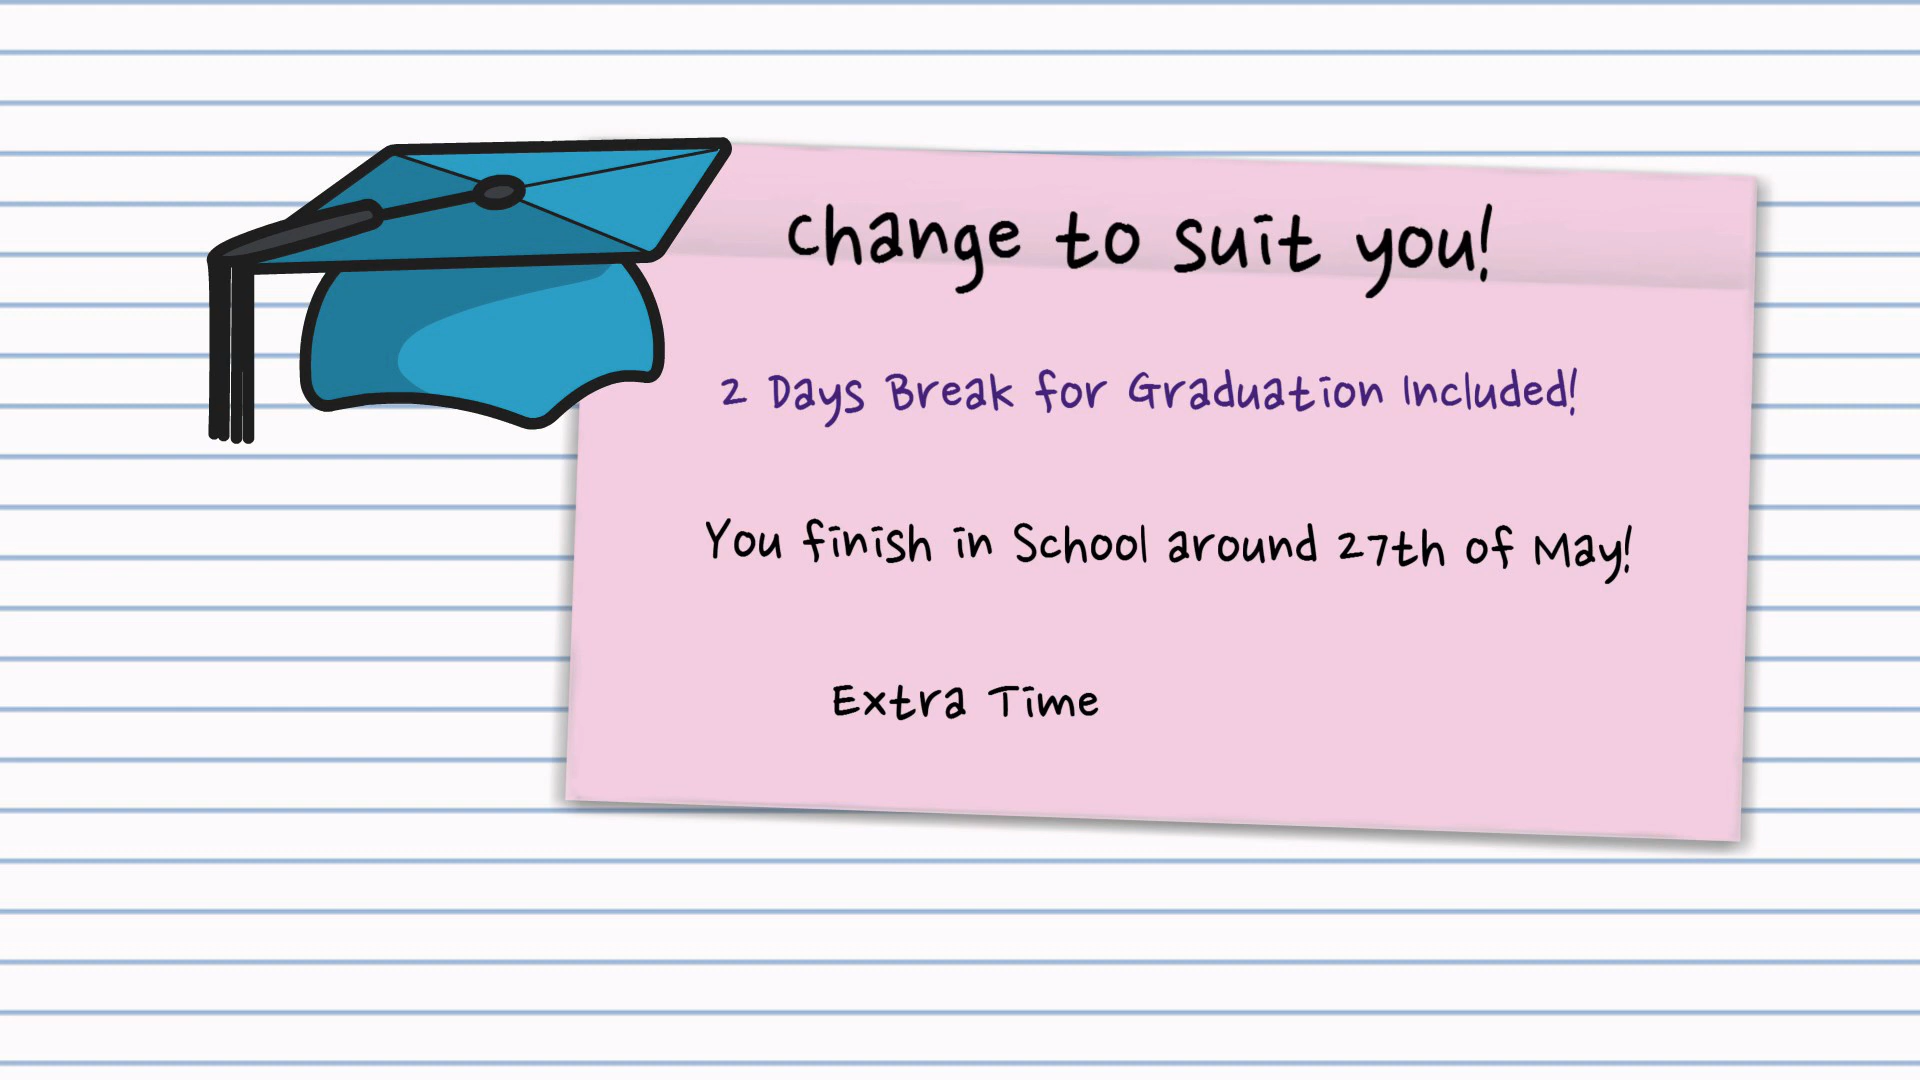 change to suit you!
2 Days Break for Graduation Included!
You finish in School around 27th of May!
Extra Time